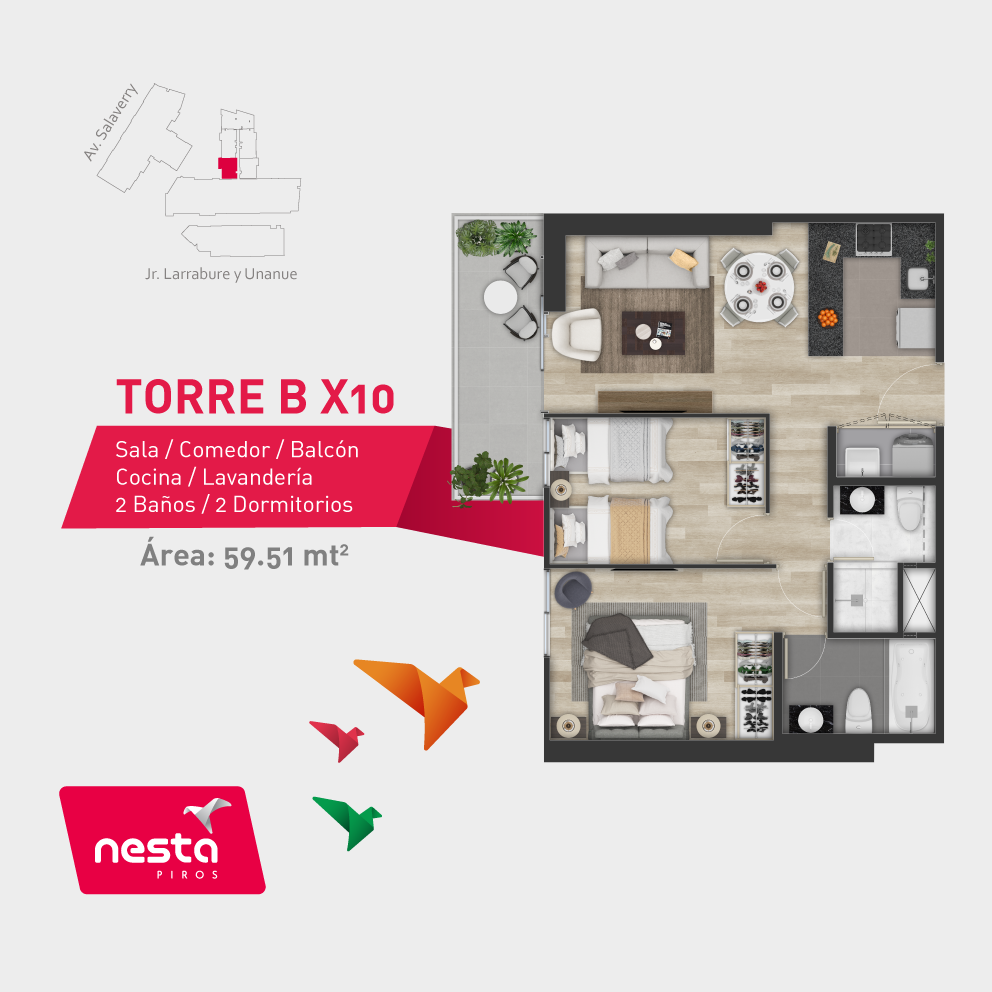 Av. Salaverry
Jr. Larrabure y Unanue
TORRE B X10
Sala / Comedor / Balcón
Cocina / Lavandería
2 Baños / 2 Dormitorios
Área: 59.51 mt²
nesta
PIROS